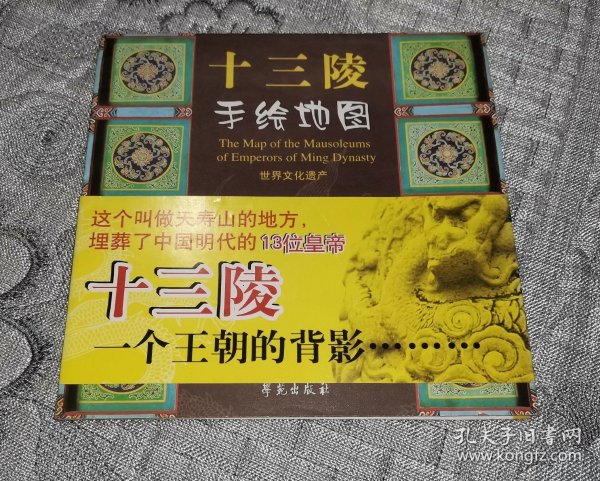 十三陵
手绘地图
The Map of the Mausoleums
of Emperors of Ming Dynasty
世界文化遗产
这个叫做天寿山的地方，
埋葬了中国明代的13位皇帝
十三陵
一个王朝的背影………
学苑出版社
孔夫子旧书网
www.kongfz.com